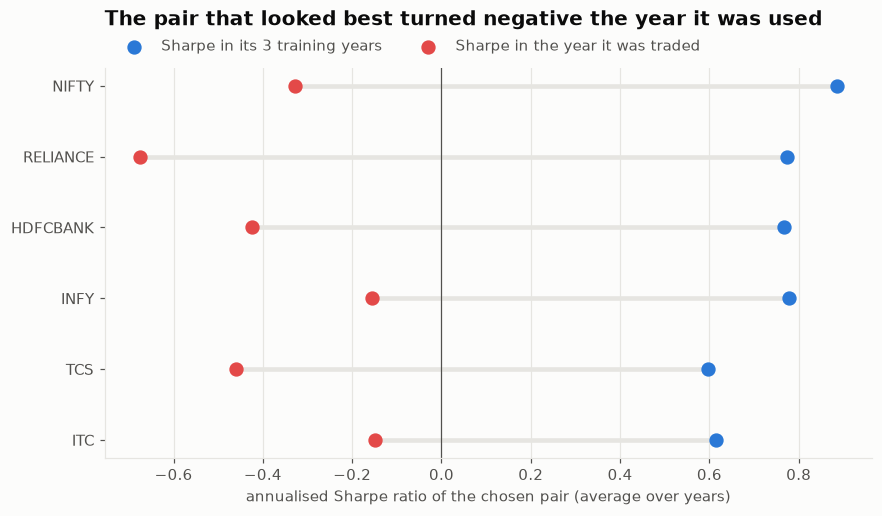 The pair that looked best turned negative the year it was used
Sharpe in its 3 training years
Sharpe in the year it was traded
NIFTY
RELIANCE
HDFCBANK
INFY
TCS
ITC
−0.6 −0.4 −0.2 0.0 0.2 0.4 0.6 0.8
annualised Sharpe ratio of the chosen pair (average over years)